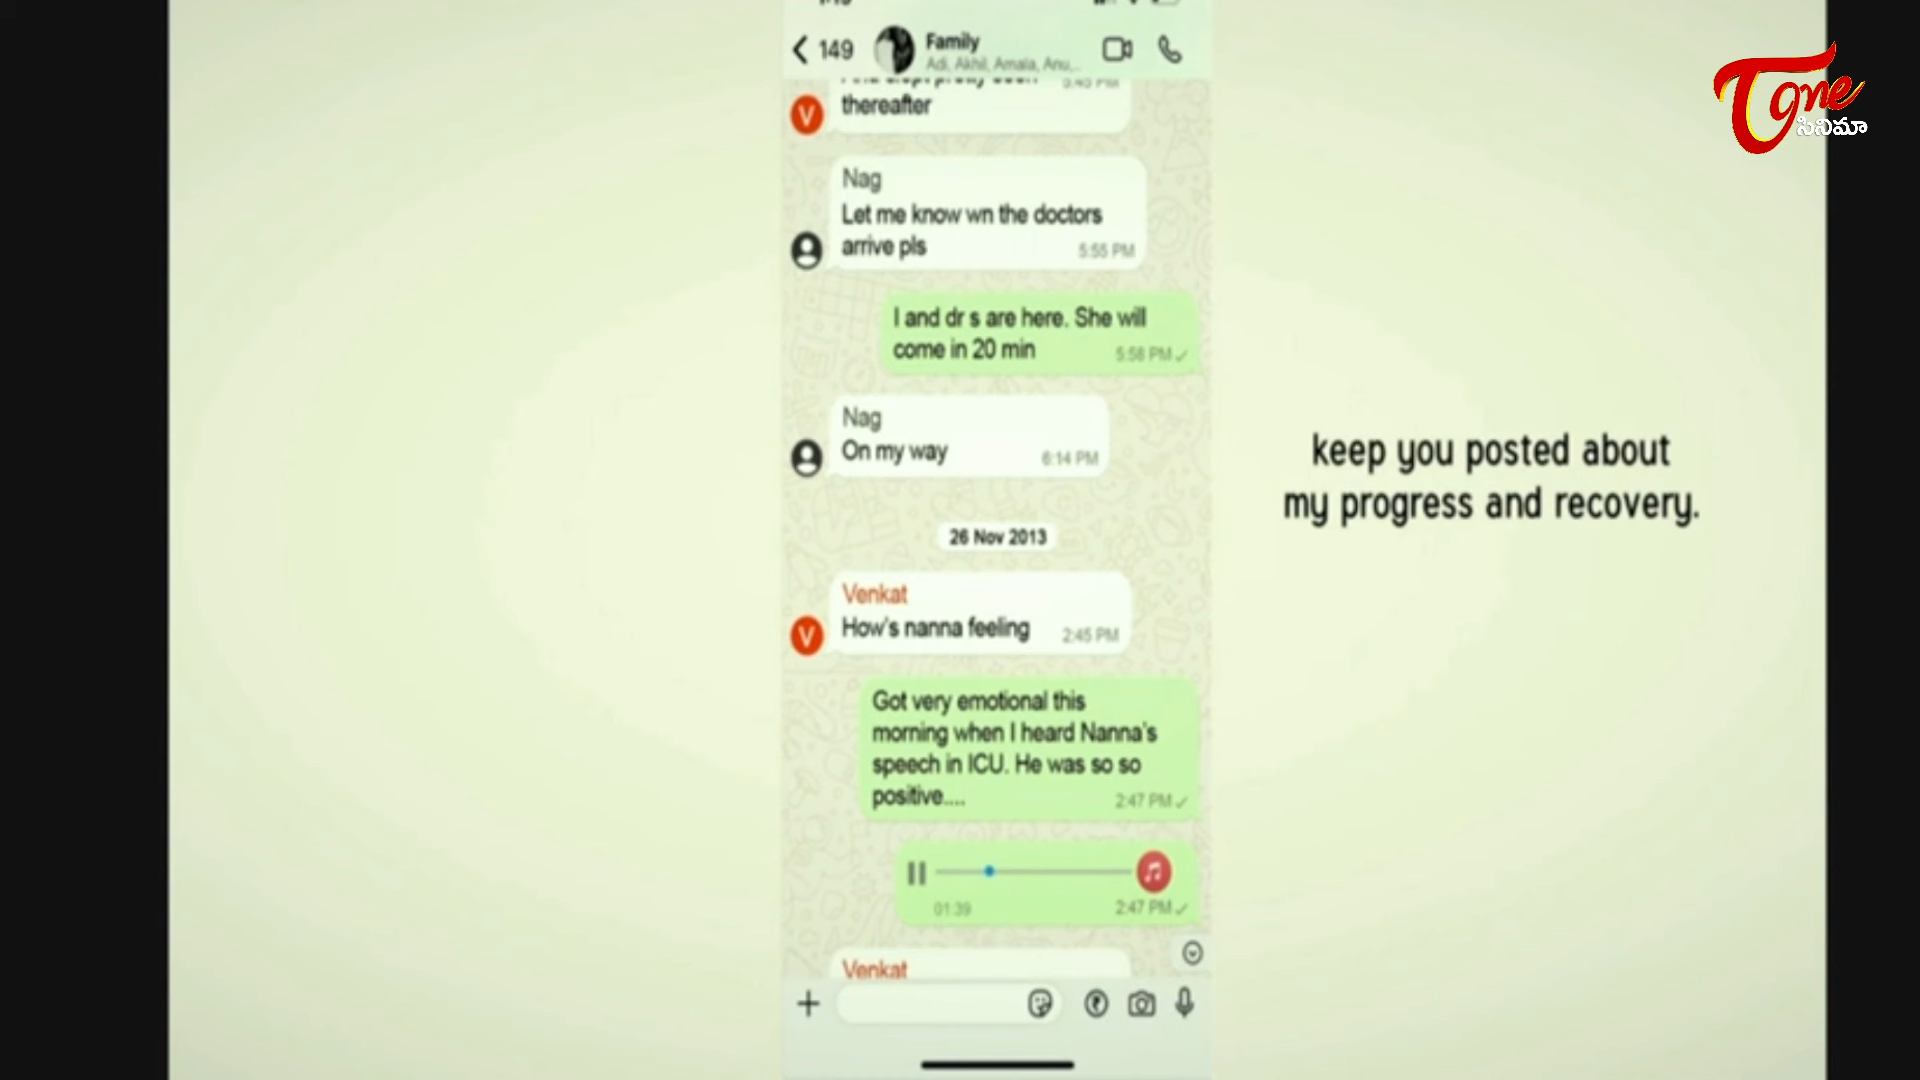 149
Family
Adi, Akhil, Amala, Anu,...
thereafter
5:45 PM
V
Nag
Let me know wn the doctors
arrive pls
5:55 PM
I and dr s are here. She will
come in 20 min
5:58 PM
Nag
On my way
6:14 PM
26 Nov 2013
Venkat
How's nanna feeling
2:45 PM
V
Got very emotional this
morning when I heard Nanna's
speech in ICU. He was so so
positive....
2:47 PM
01:39
2:47 PM
Venkat
keep you posted about
my progress and recovery.
Tone
సినిమా